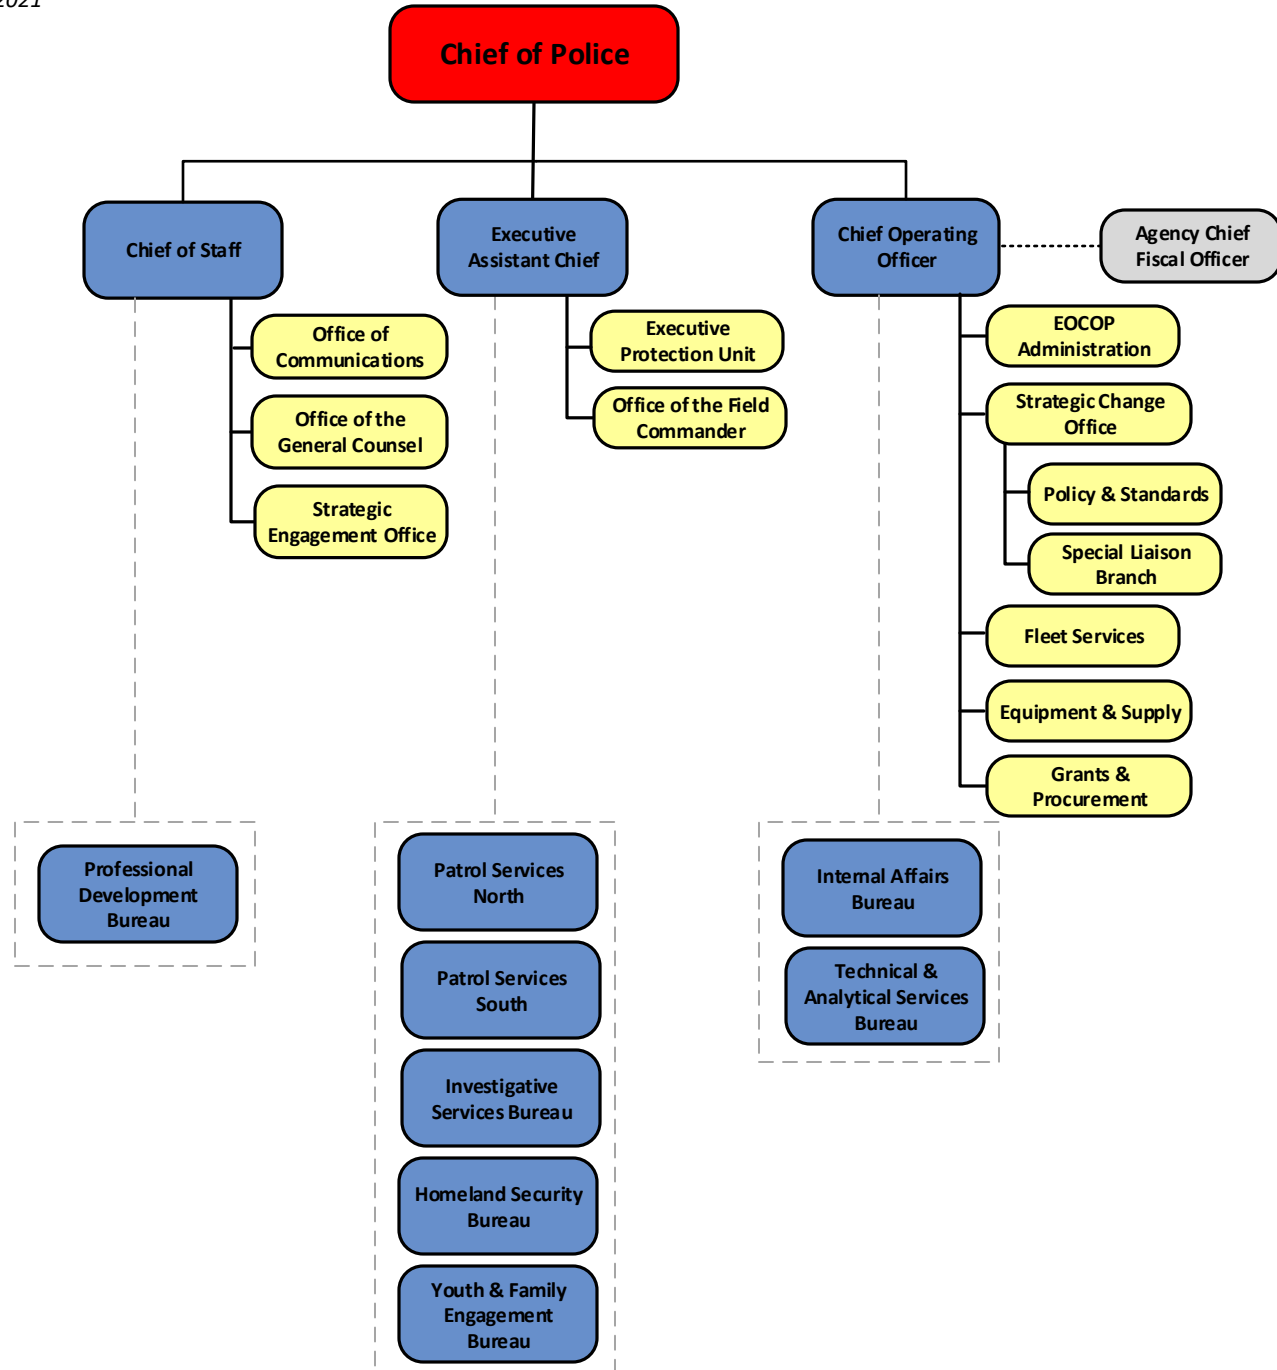 2021
Chief of Police
Chief of Staff
Executive
Assistant Chief
Chief Operating
Officer
Agency Chief
Fiscal Officer
Office of
Communications
Office of the
General Counsel
Strategic
Engagement Office
Executive
Protection Unit
Office of the Field
Commander
EOCOP
Administration
Strategic Change
Office
Policy & Standards
Special Liaison
Branch
Fleet Services
Equipment & Supply
Grants &
Procurement
Professional
Development
Bureau
Patrol Services
North
Patrol Services
South
Investigative
Services Bureau
Homeland Security
Bureau
Youth & Family
Engagement
Bureau
Internal Affairs
Bureau
Technical &
Analytical Services
Bureau